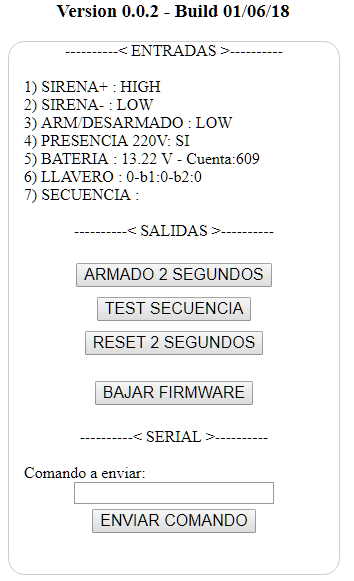 Version 0.0.2 - Build 01/06/18
----------< ENTRADAS >----------
1) SIRENA+ : HIGH
2) SIRENA- : LOW
3) ARM/DESARMADO : LOW
4) PRESENCIA 220V: SI
5) BATERIA : 13.22 V - Cuenta:609
6) LLAVERO : 0-b1:0-b2:0
7) SECUENCIA :
----------< SALIDAS >----------
ARMADO 2 SEGUNDOS
TEST SECUENCIA
RESET 2 SEGUNDOS
BAJAR FIRMWARE
----------< SERIAL >----------
Comando a enviar:
ENVIAR COMANDO